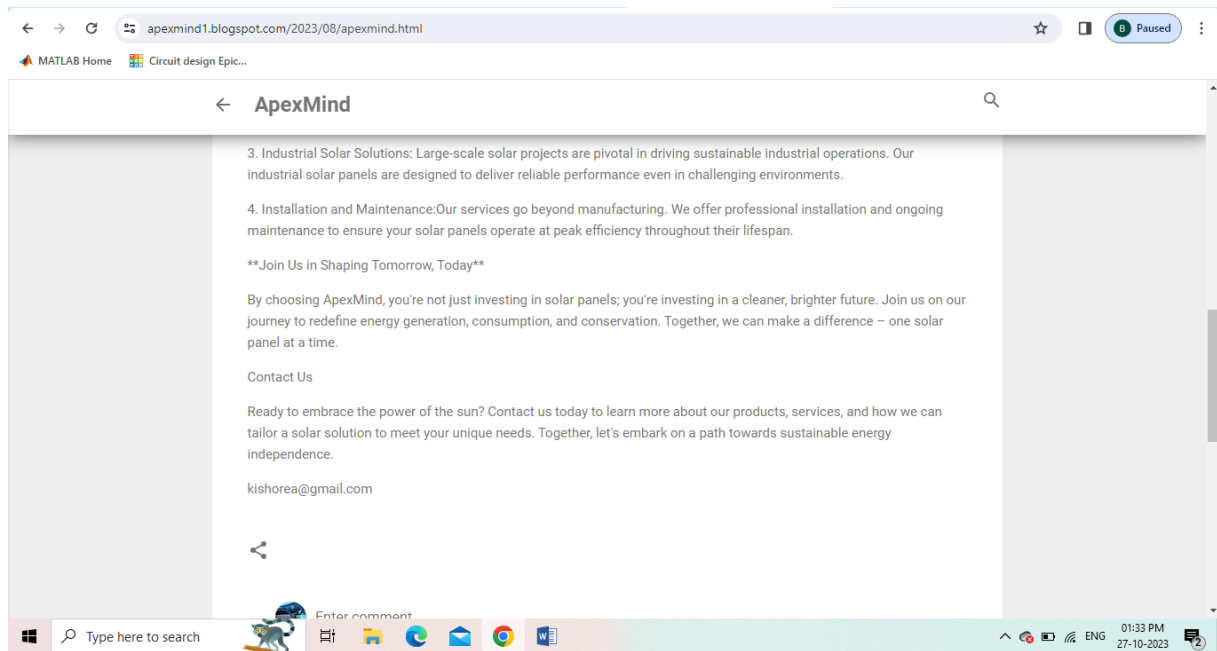 apexmind1.blogspot.com/2023/08/apexmind.html
B Paused
MATLAB Home Circuit design Epic...
ApexMind
3. Industrial Solar Solutions: Large-scale solar projects are pivotal in driving sustainable industrial operations. Our
industrial solar panels are designed to deliver reliable performance even in challenging environments.
4. Installation and Maintenance:Our services go beyond manufacturing. We offer professional installation and ongoing
maintenance to ensure your solar panels operate at peak efficiency throughout their lifespan.
**Join Us in Shaping Tomorrow, Today**
By choosing ApexMind, you're not just investing in solar panels; you're investing in a cleaner, brighter future. Join us on our
journey to redefine energy generation, consumption, and conservation. Together, we can make a difference – one solar
panel at a time.
Contact Us
Ready to embrace the power of the sun? Contact us today to learn more about our products, services, and how we can
tailor a solar solution to meet your unique needs. Together, let's embark on a path towards sustainable energy
independence.
kishorea@gmail.com
Enter comment
Type here to search
W
ENG
01:33 PM
27-10-2023
2